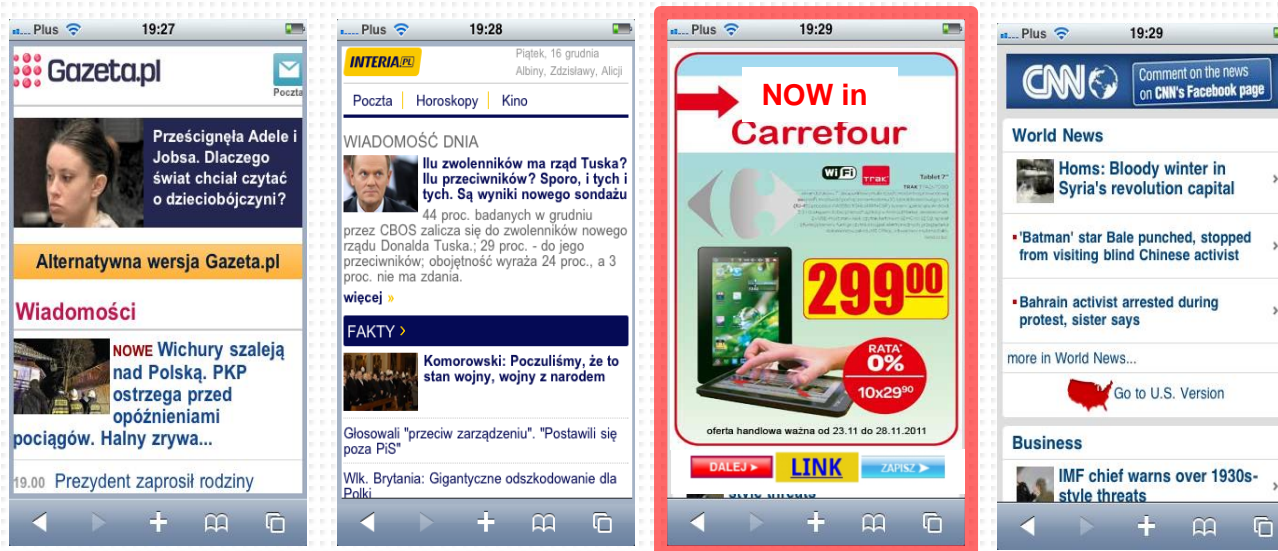 Plus 19:27
Gazeta.pl
Poczta
Prześcignęła Adele i
Jobsa. Dlaczego
świat chciał czytać
o dzieciobójczyni?
Alternatywna wersja Gazeta.pl
Wiadomości
NOWE Wichury szaleją
nad Polską. PKP
ostrzega przed
opóźnieniami
pociągów. Halny zrywa...
19.00 Prezydent zaprosił rodziny
Plus 19:28
INTERIA.PL
Piątek, 16 grudnia
Albiny, Zdzisławy, Alicji
Poczta Horoskopy Kino
WIADOMOŚĆ DNIA
Ilu zwolenników ma rząd Tuska?
Ilu przeciwników? Sporo, i tych i
tych. Są wyniki nowego sondażu
44 proc. badanych w grudniu
przez CBOS zalicza się do zwolenników nowego
rządu Donalda Tuska.; 29 proc. - do jego
przeciwników; obojętność wyraża 24 proc., a 3
proc. nie ma zdania.
więcej »
FAKTY >
Komorowski: Poczuliśmy, że to
stan wojny, wojny z narodem
Głosowali "przeciw zarządzeniu". "Postawili się
poza PiS"
Wlk. Brytania: Gigantyczne odszkodowanie dla
Polki
Plus 19:29
NOW in
Carrefour
Wi Fi TRAK Tablet 7"
TRAK
29900
RATA*
0%
10x2990
oferta handlowa ważna od 23.11 do 28.11.2011
DALEJ LINK ZAPISZ
style threats
Plus 19:29
CNN
Comment on the news
on CNN's Facebook page
World News
Homs: Bloody winter in
Syria's revolution capital
'Batman' star Bale punched, stopped
from visiting blind Chinese activist
Bahrain activist arrested during
protest, sister says
more in World News...
Go to U.S. Version
Business
IMF chief warns over 1930s-
style threats